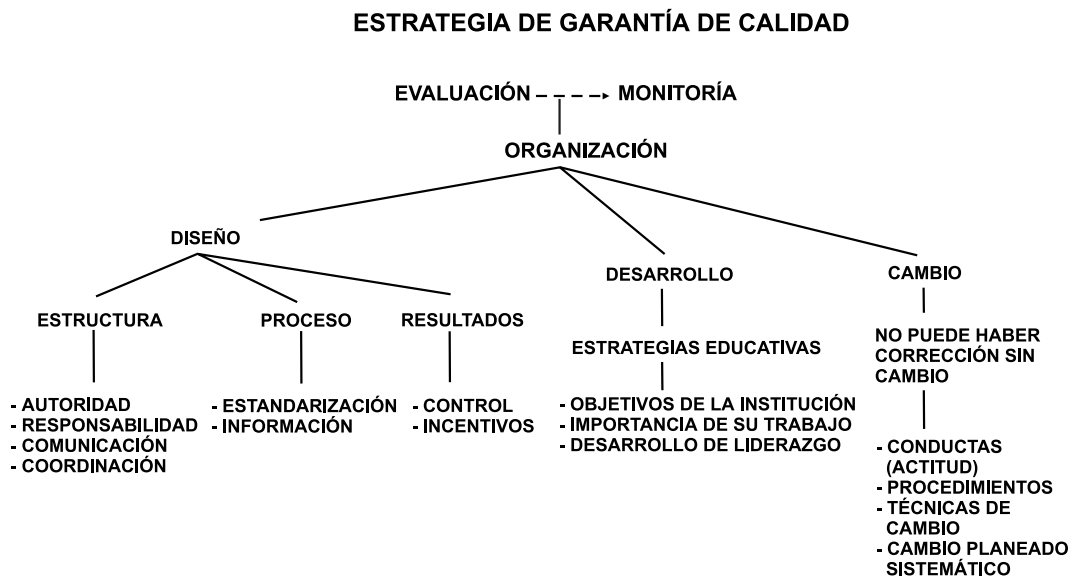 ESTRATEGIA DE GARANTÍA DE CALIDAD
EVALUACIÓN
MONITORÍA
ORGANIZACIÓN
DISEÑO
DESARROLLO
CAMBIO
ESTRUCTURA
PROCESO
RESULTADOS
ESTRATEGIAS EDUCATIVAS
NO PUEDE HABER
CORRECCIÓN SIN
CAMBIO
- AUTORIDAD
- RESPONSABILIDAD
- COMUNICACIÓN
- COORDINACIÓN
- ESTANDARIZACIÓN
- INFORMACIÓN
- CONTROL
- INCENTIVOS
- OBJETIVOS DE LA INSTITUCIÓN
- IMPORTANCIA DE SU TRABAJO
- DESARROLLO DE LIDERAZGO
- CONDUCTAS
(ACTITUD)
- PROCEDIMIENTOS
- TÉCNICAS DE
CAMBIO
- CAMBIO PLANEADO
SISTEMÁTICO